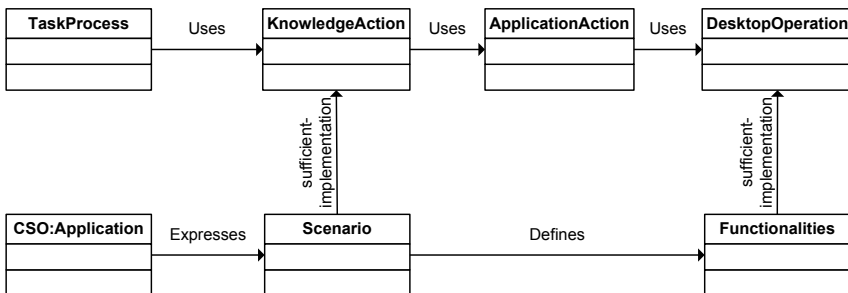 TaskProcess
Uses
KnowledgeAction
Uses
ApplicationAction
Uses
DesktopOperation
sufficient-
implementation
sufficient-
implementation
CSO:Application
Expresses
Scenario
Defines
Functionalities